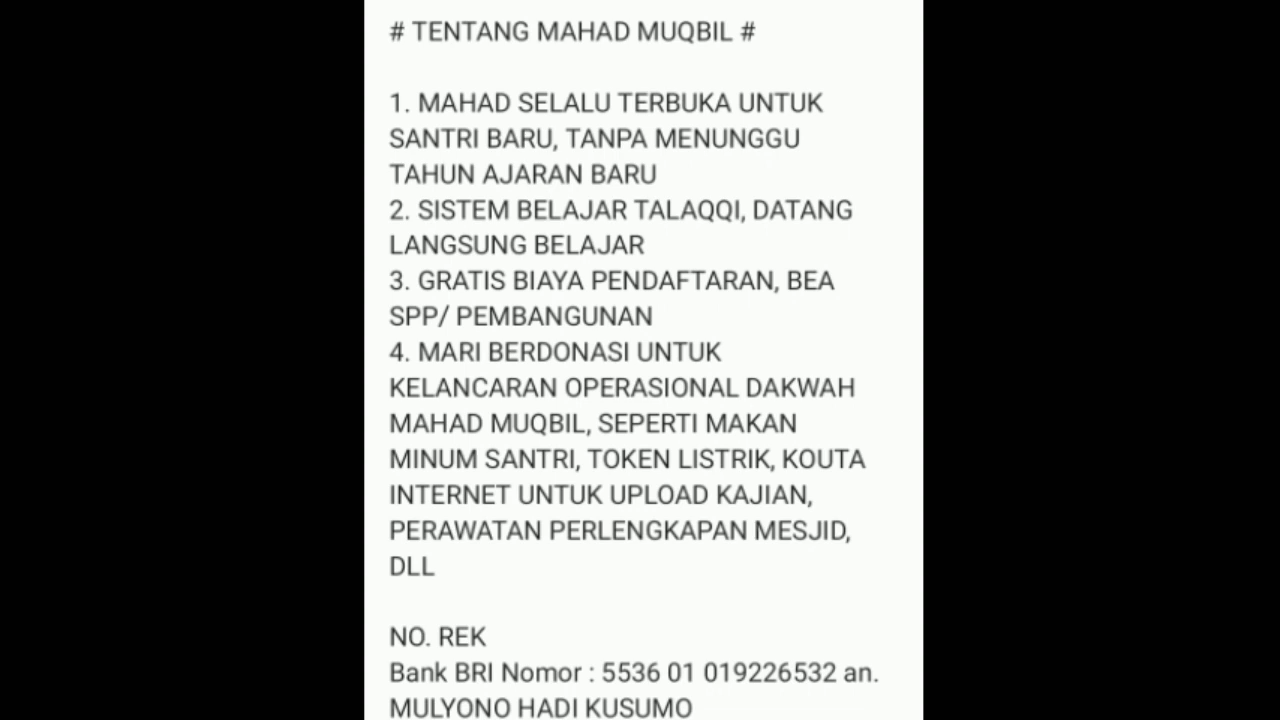 # TENTANG MAHAD MUQBIL #
1. MAHAD SELALU TERBUKA UNTUK
SANTRI BARU, TANPA MENUNGGU
TAHUN AJARAN BARU
2. SISTEM BELAJAR TALAQQI, DATANG
LANGSUNG BELAJAR
3. GRATIS BIAYA PENDAFTARAN, BEA
SPP/ PEMBANGUNAN
4. MARI BERDONASI UNTUK
KELANCARAN OPERASIONAL DAKWAH
MAHAD MUQBIL, SEPERTI MAKAN
MINUM SANTRI, TOKEN LISTRIK, KOUTA
INTERNET UNTUK UPLOAD KAJIAN,
PERAWATAN PERLENGKAPAN MESJID,
DLL
NO. REK
Bank BRI Nomor : 5536 01 019226532 an.
MULYONO HADI KUSUMO